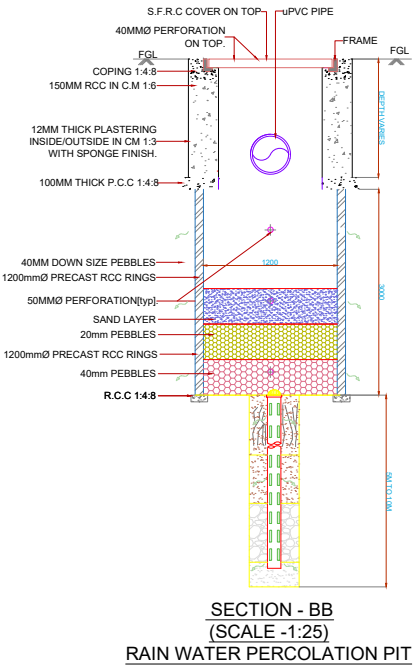 S.F.R.C COVER ON TOP
uPVC PIPE
40MMØ PERFORATION
ON TOP.
FRAME
FGL
FGL
COPING 1:4:8
150MM RCC IN C.M 1:6
DEPTH VARIES
12MM THICK PLASTERING
INSIDE/OUTSIDE IN CM 1:3
WITH SPONGE FINISH.
100MM THICK P.C.C 1:4:8
40MM DOWN SIZE PEBBLES
1200
1200mmØ PRECAST RCC RINGS
3000
50MMØ PERFORATION[typ]
SAND LAYER
20mm PEBBLES
1200mmØ PRECAST RCC RINGS
40mm PEBBLES
R.C.C 1:4:8
5M TO 10M
SECTION - BB
(SCALE -1:25)
RAIN WATER PERCOLATION PIT